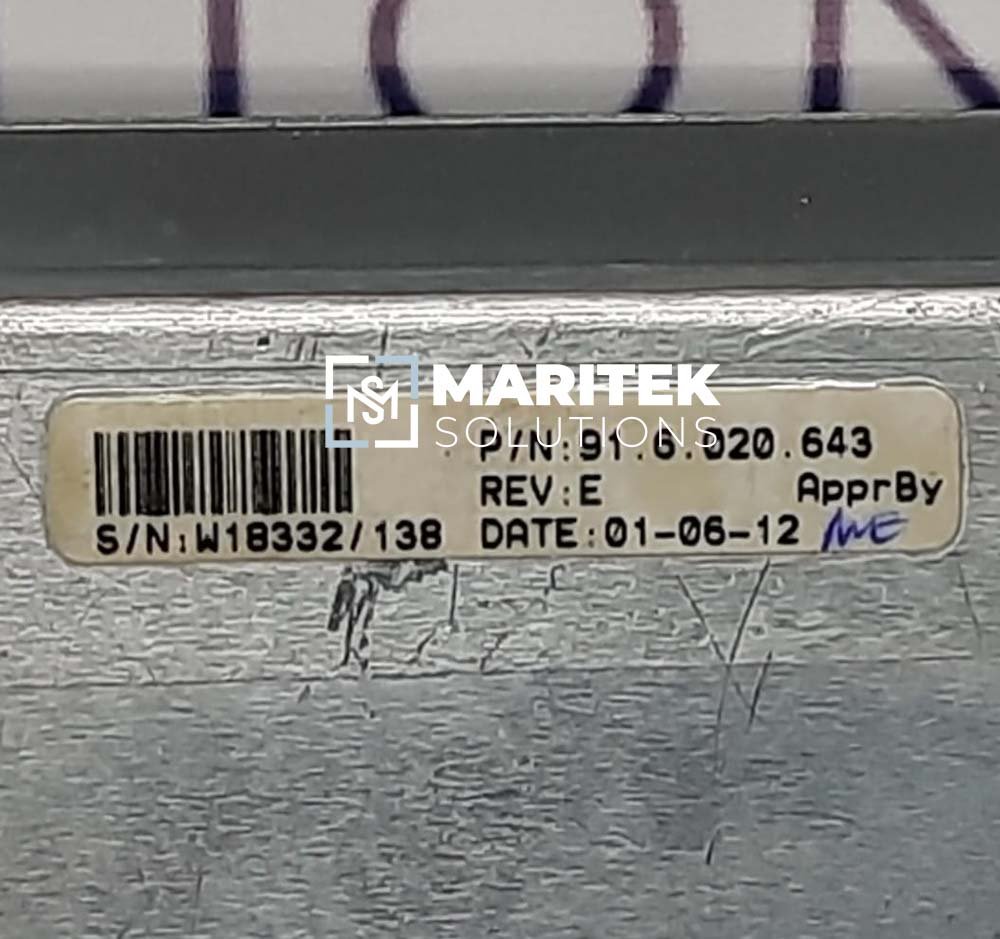 MARITEK
SOLUTIONS
P/N:91.6.020.643
REV:E ApprBy
S/N:W18332/138 DATE:01-06-12